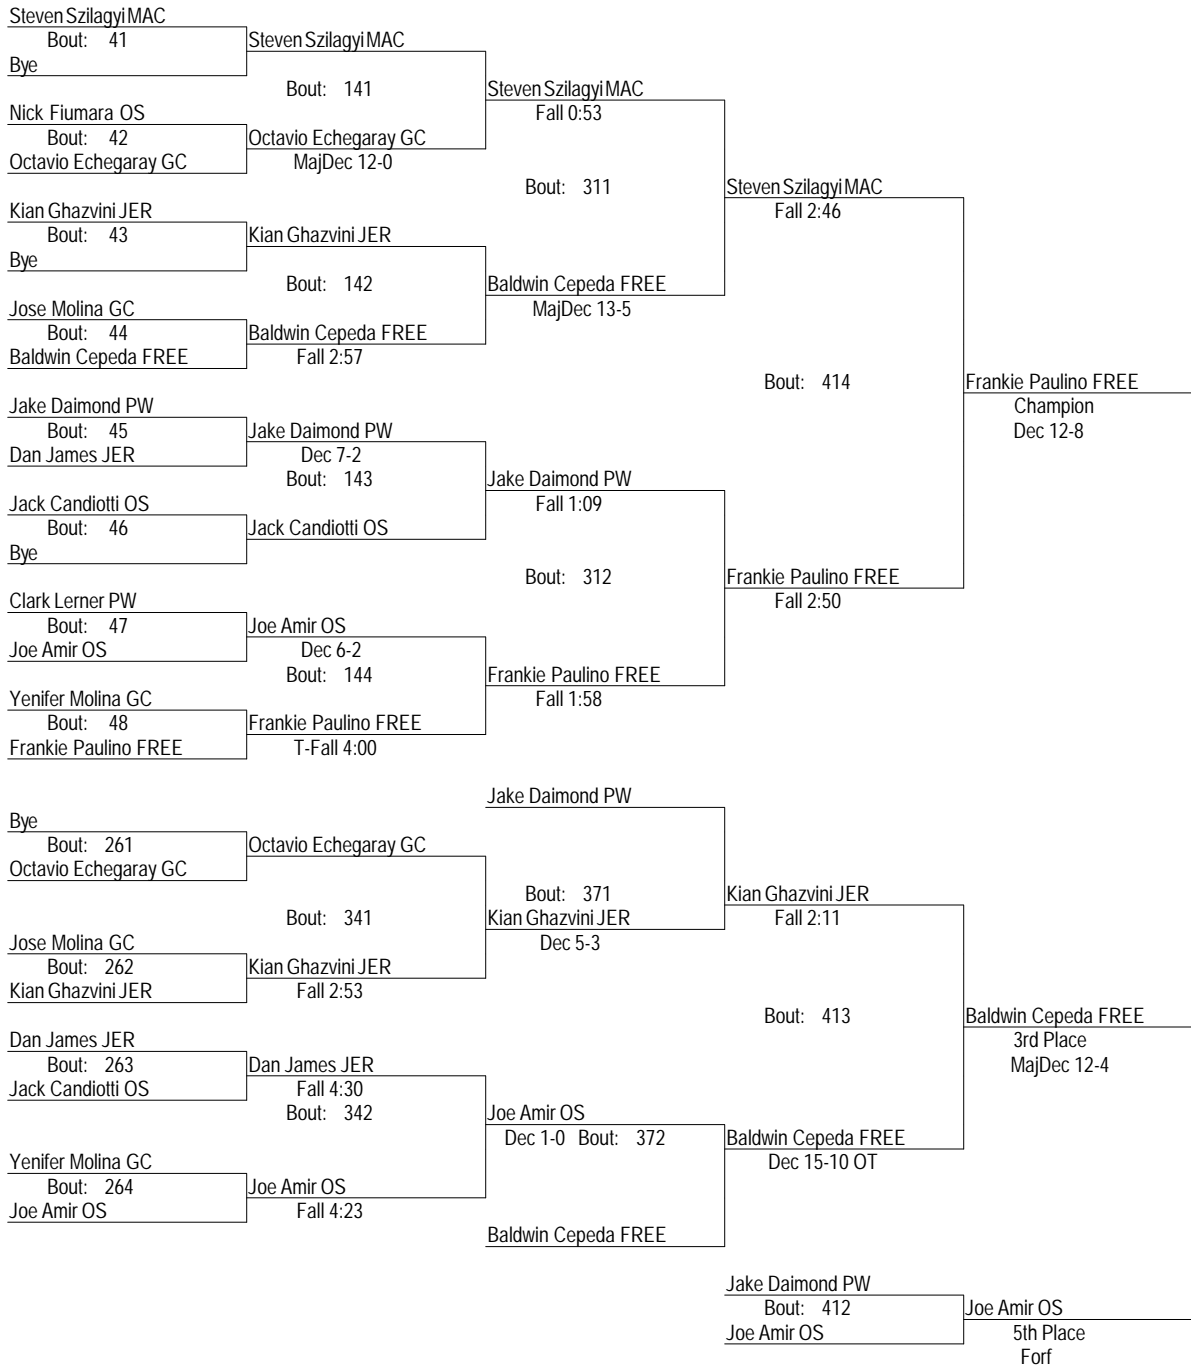 Steven Szilagyi MAC
Bout: 41
Steven Szilagyi MAC
Bye
Bout: 141
Steven Szilagyi MAC
Nick Fiumara OS
Fall 0:53
Bout: 42
Octavio Echegaray GC
Octavio Echegaray GC
MajDec 12-0
Bout: 311
Steven Szilagyi MAC
Kian Ghazvini JER
Fall 2:46
Bout: 43
Kian Ghazvini JER
Bye
Bout: 142
Baldwin Cepeda FREE
Jose Molina GC
MajDec 13-5
Bout: 44
Baldwin Cepeda FREE
Baldwin Cepeda FREE
Fall 2:57
Bout: 414
Frankie Paulino FREE
Jake Daimond PW
Champion
Bout: 45
Jake Daimond PW
Dec 12-8
Dan James JER
Dec 7-2
Bout: 143
Jake Daimond PW
Jack Candiotti OS
Fall 1:09
Bout: 46
Jack Candiotti OS
Bye
Bout: 312
Frankie Paulino FREE
Clark Lerner PW
Fall 2:50
Bout: 47
Joe Amir OS
Joe Amir OS
Dec 6-2
Bout: 144
Frankie Paulino FREE
Yenifer Molina GC
Fall 1:58
Bout: 48
Frankie Paulino FREE
Frankie Paulino FREE
T-Fall 4:00
Jake Daimond PW
Bye
Bout: 261
Octavio Echegaray GC
Octavio Echegaray GC
Bout: 371
Kian Ghazvini JER
Bout: 341
Kian Ghazvini JER
Fall 2:11
Jose Molina GC
Dec 5-3
Bout: 262
Kian Ghazvini JER
Kian Ghazvini JER
Fall 2:53
Bout: 413
Baldwin Cepeda FREE
Dan James JER
3rd Place
Bout: 263
Dan James JER
MajDec 12-4
Jack Candiotti OS
Fall 4:30
Bout: 342
Joe Amir OS
Dec 1-0 Bout: 372
Baldwin Cepeda FREE
Yenifer Molina GC
Dec 15-10 OT
Bout: 264
Joe Amir OS
Joe Amir OS
Fall 4:23
Baldwin Cepeda FREE
Jake Daimond PW
Bout: 412
Joe Amir OS
Joe Amir OS
5th Place
Forf